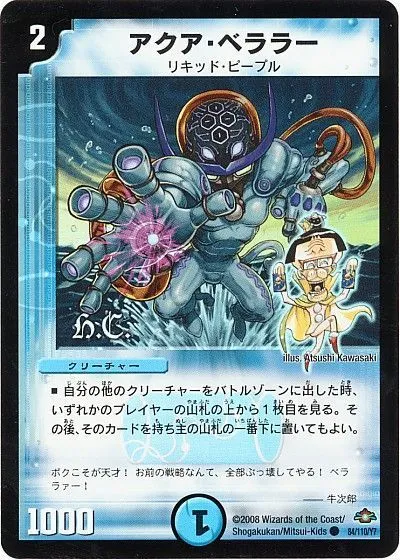 2
アクア・ベララー
リキッド・ピープル
h.C.
illus. Atsushi Kawasaki
クリーチャー
■ 自分の他のクリーチャーをバトルゾーンに出した時、
いずれかのプレイヤーの山札の上から1枚目を見る。そ
の後、そのカードを持ち主の山札の一番下に置いてもよい。
ボクこそが天才! お前の戦略なんて、全部ぶっ壊してやる! ベラ
ラァー!
—— 牛次郎
1000
1
©2008 Wizards of the Coast/
Shogakukan/Mitsui-Kids
84/110/Y7